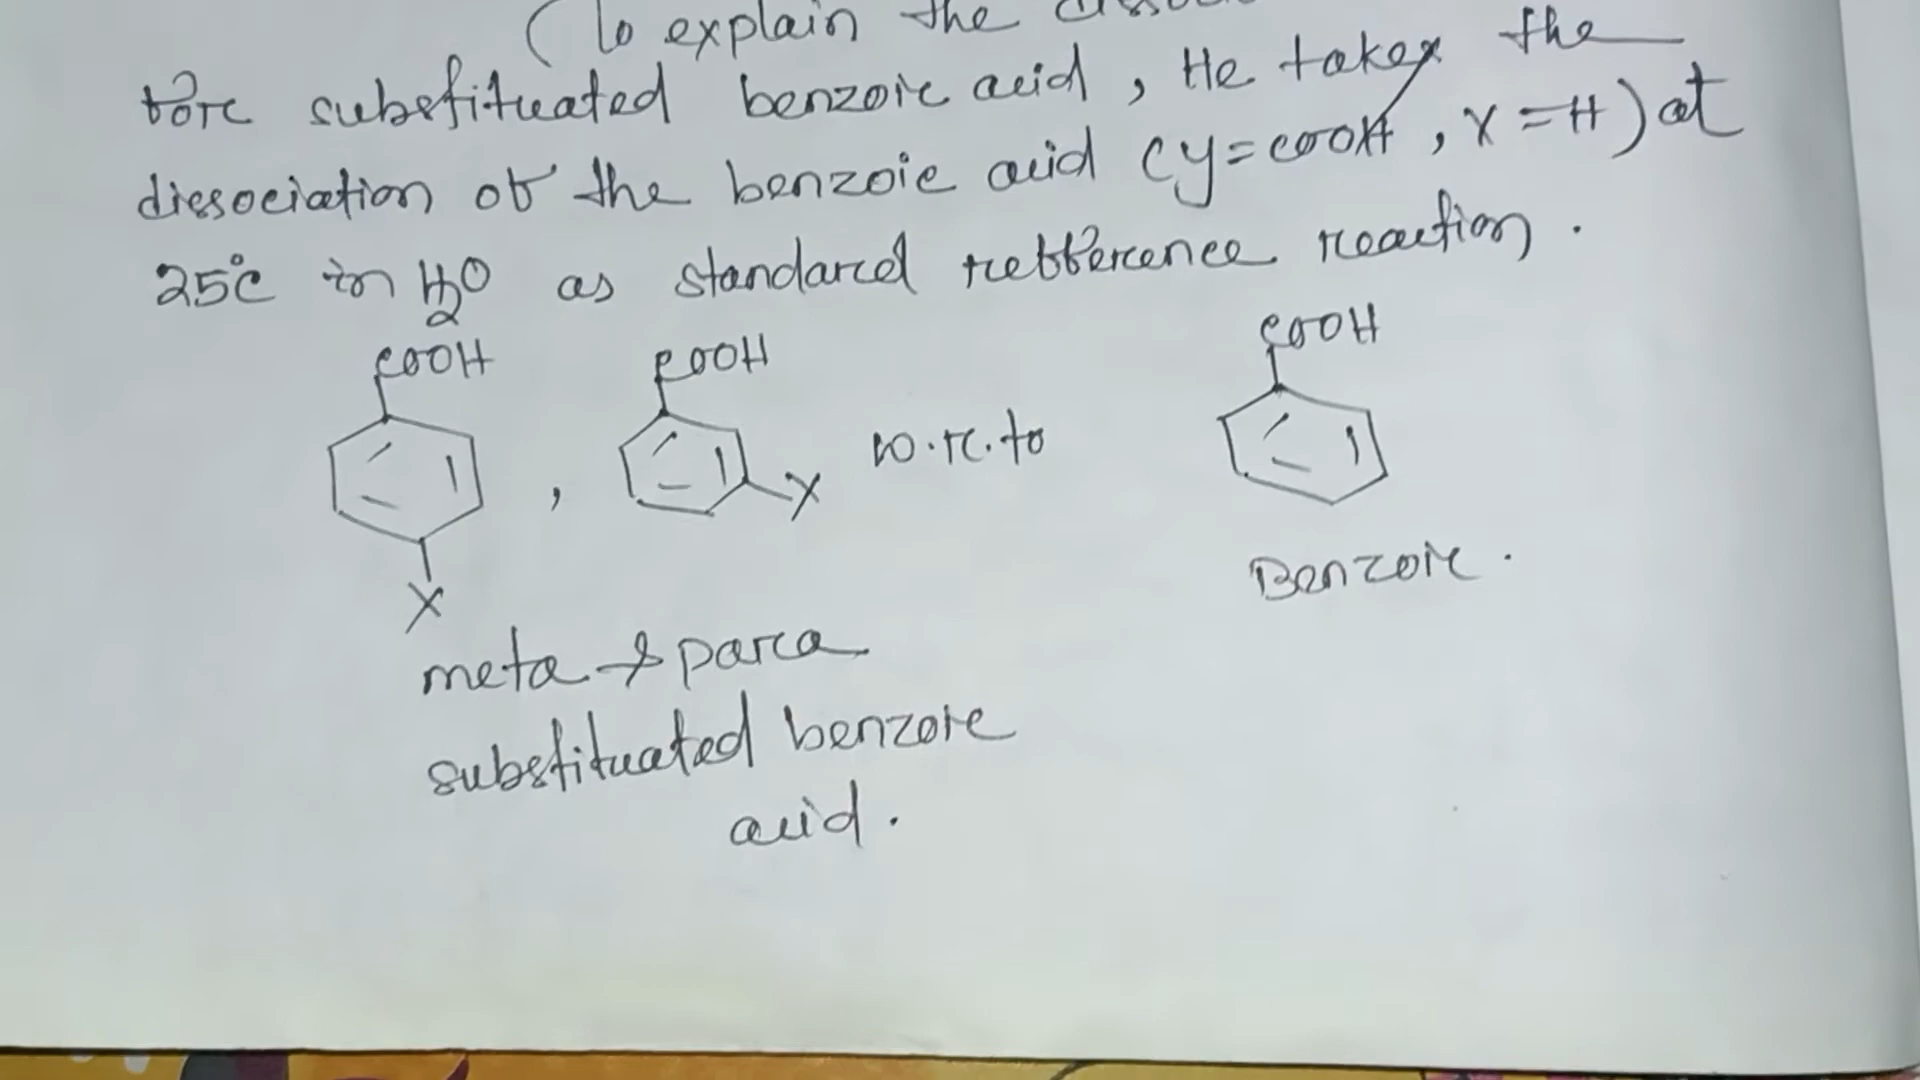 (To explain the
for substituated benzoic acid, He takes the
dissociation of the benzoic acid (y=COOH, X=H) at
25°C in H2O as standard refference reaction.
COOH
COOH
COOH
,
X
w.r.to
X
Benzoic.
meta & para
substituated benzoic
acid.